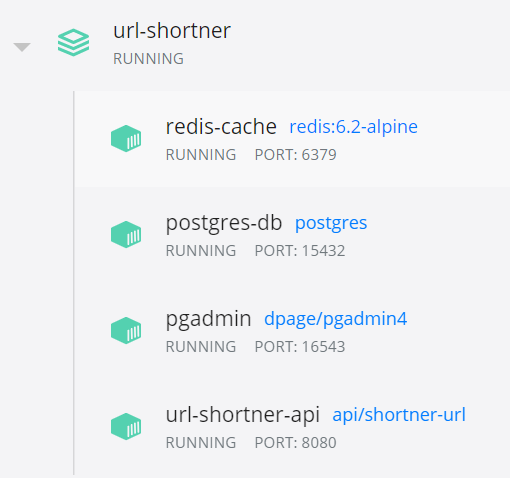 url-shortner
RUNNING
redis-cache redis:6.2-alpine
RUNNING PORT: 6379
postgres-db postgres
RUNNING PORT: 15432
pgadmin dpage/pgadmin4
RUNNING PORT: 16543
url-shortner-api api/shortner-url
RUNNING PORT: 8080